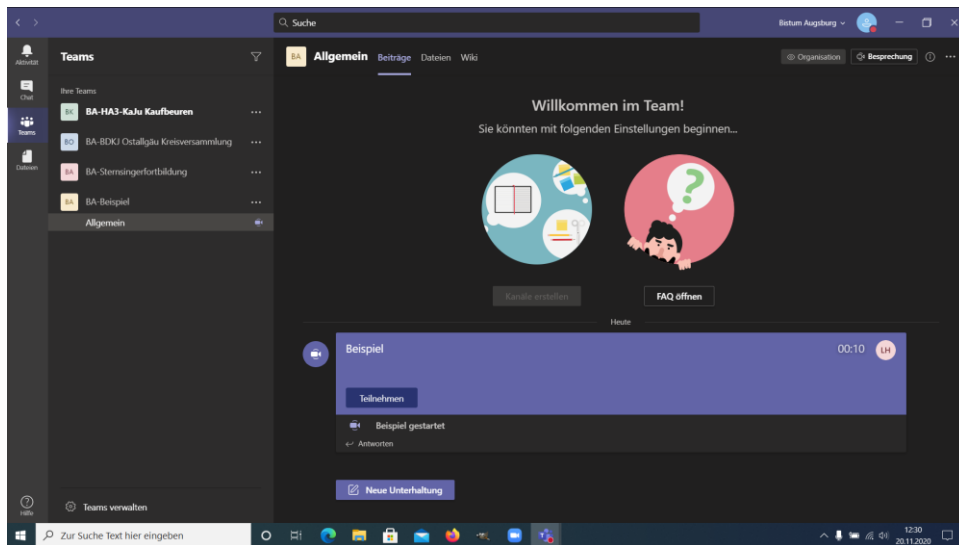 Suche
Bistum Augsburg
Aktivität
Chat
Teams
Dateien
Hilfe
Teams
Ihre Teams
BK BA-HA3-KaJu Kaufbeuren ...
BO BA-BDKJ Ostallgäu Kreisversammlung ...
BA BA-Sternsingerfortbildung ...
BA BA-Beispiel ...
Allgemein
Teams verwalten
BA Allgemein Beiträge Dateien Wiki
Organisation Besprechung
Willkommen im Team!
Sie könnten mit folgenden Einstellungen beginnen...
?
Kanäle erstellen FAQ öffnen
Heute
Beispiel 00:10 LH
Teilnehmen
Beispiel gestartet
Antworten
Neue Unterhaltung
Zur Suche Text hier eingeben
12:30
20.11.2020